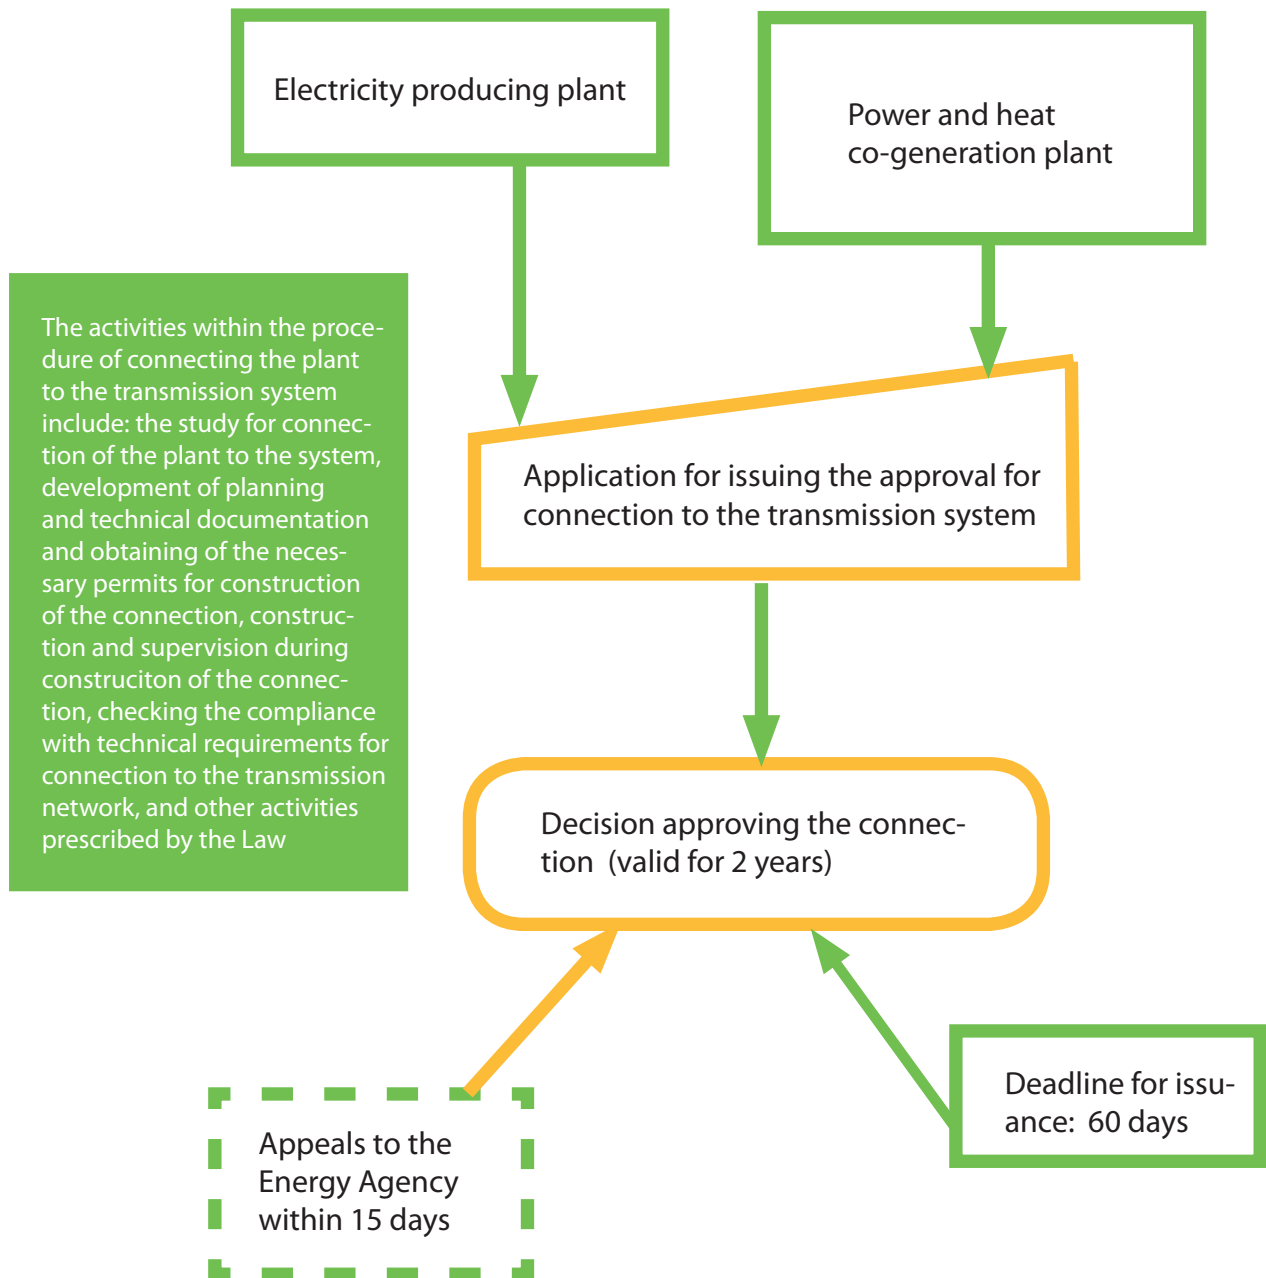 Electricity producing plant
Power and heat
co-generation plant
The activities within the proce-
dure of connecting the plant
to the transmission system
include: the study for connec-
tion of the plant to the system,
development of planning
and technical documentation
and obtaining of the neces-
sary permits for construction
of the connection, construc-
tion and supervision during
construciton of the connec-
tion, checking the compliance
with technical requirements for
connection to the transmission
network, and other activities
prescribed by the Law
Application for issuing the approval for
connection to the transmission system
Decision approving the connec-
tion (valid for 2 years)
Appeals to the
Energy Agency
within 15 days
Deadline for issu-
ance: 60 days